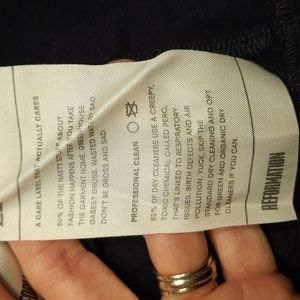 A CARE LABEL THAT ACTUALLY CARES
80% OF THE NASTY STUFF ABOUT
FASHION HAPPENS AFTER YOU TAKE
THE GARMENT HOME. GREENHOUSE
GASES? GROSS. WASTED WATER? SAD.
DON'T BE GROSS AND SAD.
PROFESSIONAL CLEAN
85% OF DRY CLEANERS USE A CREEPY,
TOXIC CHEMICAL CALLED PERC,
THAT'S LINKED TO RESPIRATORY
ISSUES, BIRTH DEFECTS AND AIR
POLLUTION. YUCK. SKIP THE
STANDARD DRY CLEANING AND OPT
FOR GREEN AND ORGANIC DRY
CLEANERS IF YOU CAN.
REFORMATION